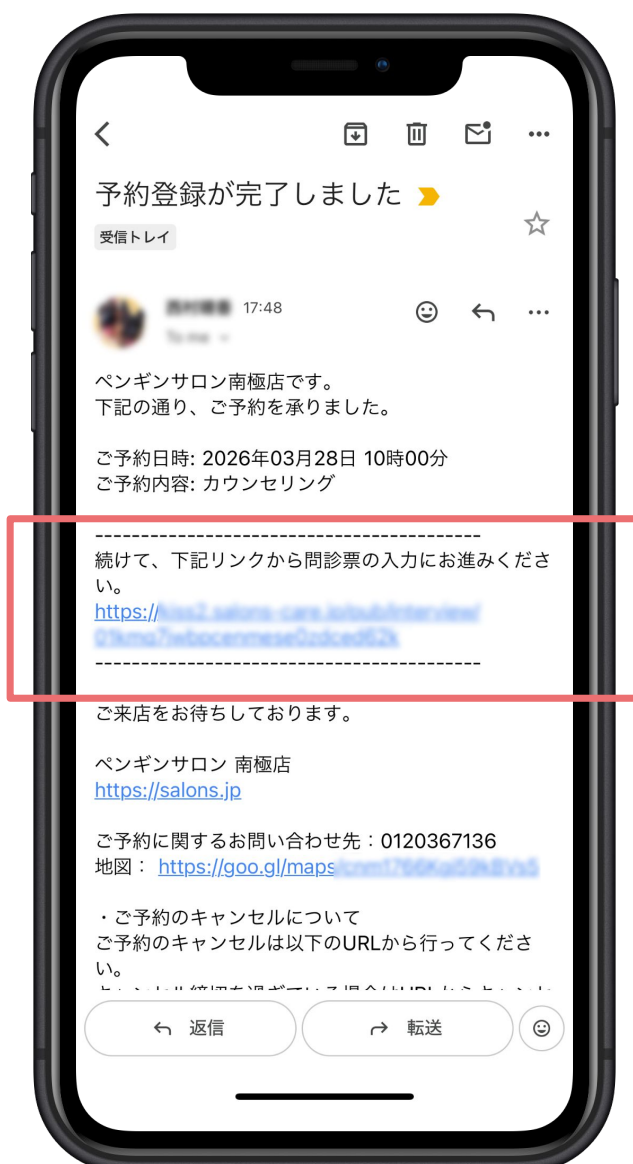 予約登録が完了しました
受信トレイ
17:48
ペンギンサロン南極店です。
下記の通り、ご予約を承りました。
ご予約日時: 2026年03月28日 10時00分
ご予約内容: カウンセリング
------------------------------------------
続けて、下記リンクから問診票の入力にお進みくださ
い。
https://
------------------------------------------
ご来店をお待ちしております。
ペンギンサロン 南極店
https://salons.jp
ご予約に関するお問い合わせ先：0120367136
地図： https://goo.gl/maps
・ご予約のキャンセルについて
ご予約のキャンセルは以下のURLから行ってくださ
い。
返信
転送